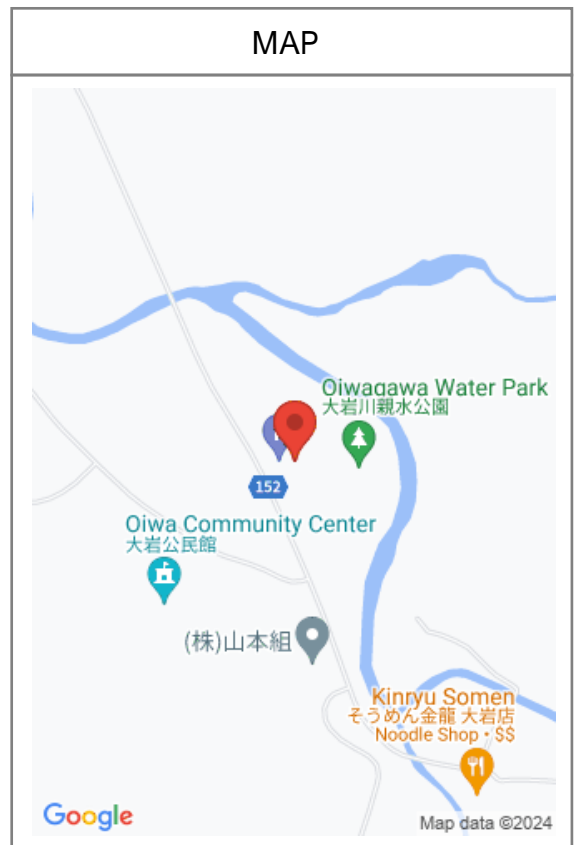 MAP
Oiwagawa Water Park
大岩川親水公園
152
Oiwa Community Center
大岩公民館
(株)山本組
Kinryu Somen
そうめん金龍 大岩店
Noodle Shop・$$
Google
Map data ©2024